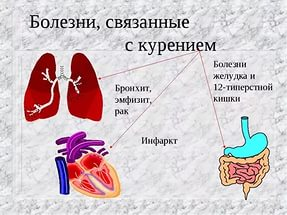 Болезни, связанные
с курением
Бронхит,
эмфизит,
рак
Болезни
желудка и
12-типерстной
кишки
Инфаркт